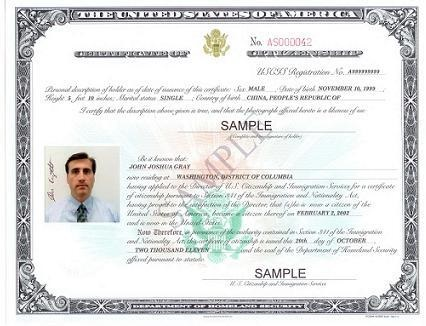 THE UNITED STATES OF AMERICA
No. AS000042
CERTIFICATE OF CITIZENSHIP
USCIS Registration No. A999999999
Personal description of holder as of date of issuance of this certificate: Sex MALE Date of birth NOVEMBER 10, 1999
Height 5 feet 10 inches; Marital status SINGLE Country of birth CHINA, PEOPLE'S REPUBLIC OF
I certify that the description above given is true, and that the photograph affixed hereto is a likeness of me
SAMPLE
(Complete and true signature of holder)
SAMPLE
Be it known that:
JOHN JOSHUA GRAY
now residing at WASHINGTON, DISTRICT OF COLUMBIA
having applied to the Director of U.S. Citizenship and Immigration Services for a certificate
of citizenship pursuant to Section 341 of the Immigration and Nationality Act,
having proved to the satisfaction of the Director that is now a citizen of the
United States became a citizen thereof on FEBRUARY 2, 2002
and is now in the United States,
Now Therefore, in pursuance of the authority contained in Section 341 of the Immigration
and Nationality Act, certificate of citizenship is issued this 20th day of OCTOBER
TWO THOUSAND ELEVEN and the seal of the Department of Homeland Security
affixed pursuant to statute.
SAMPLE
U.S. Citizenship and Immigration Services
DEPARTMENT OF HOMELAND SECURITY